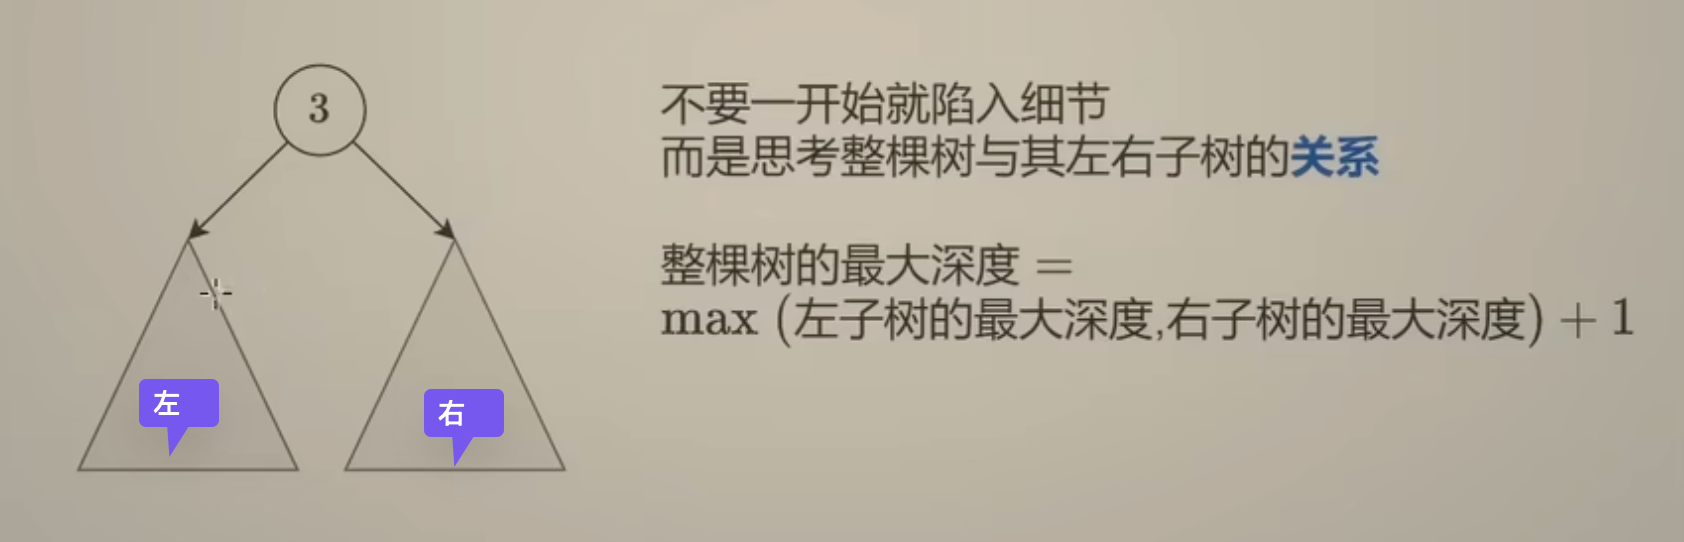 3
左
右
不要一开始就陷入细节
而是思考整棵树与其左右子树的关系
整棵树的最大深度 =
max (左子树的最大深度,右子树的最大深度) + 1